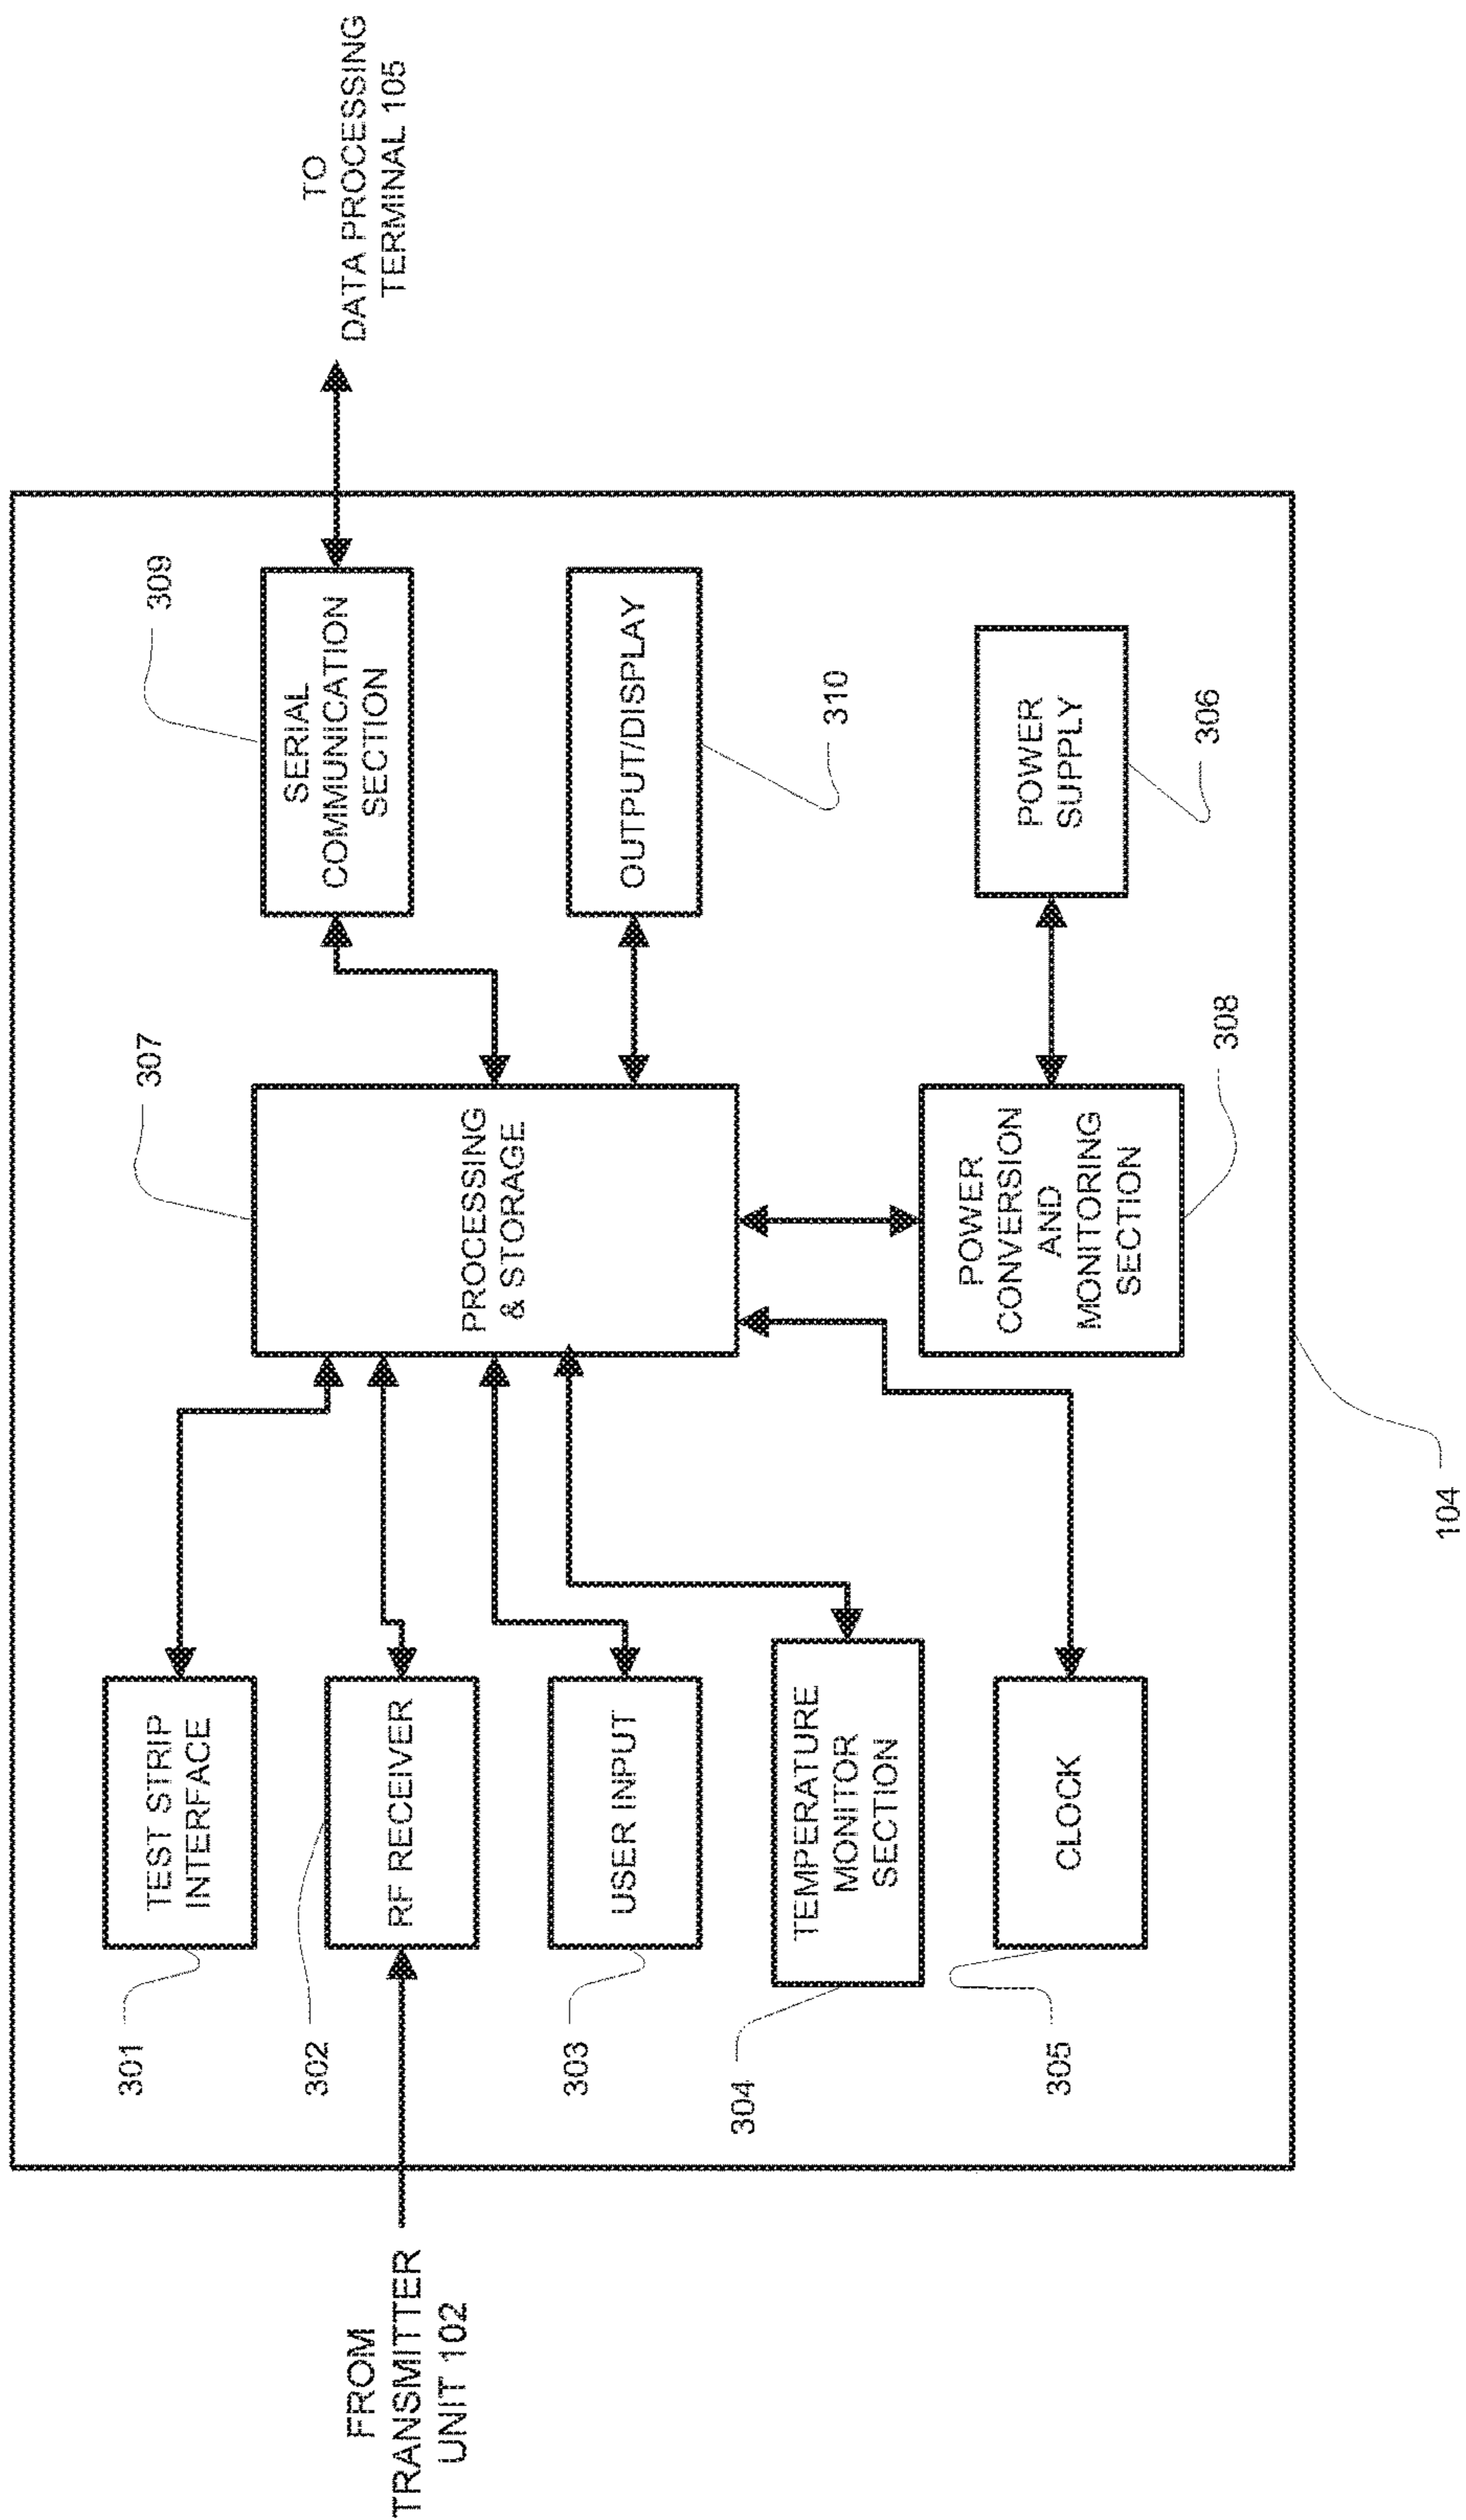 FROM
TRANSMITTER
UNIT 102
301
TEST STRIP
INTERFACE
302
RF RECEIVER
303
USER INPUT
304
TEMPERATURE
MONITOR
SECTION
305
CLOCK
307
PROCESSING
& STORAGE
POWER
CONVERSION
AND
MONITORING
SECTION
308
309
SERIAL
COMMUNICATION
SECTION
OUTPUT/DISPLAY
310
POWER
SUPPLY
306
104
TO
DATA PROCESSING
TERMINAL 105